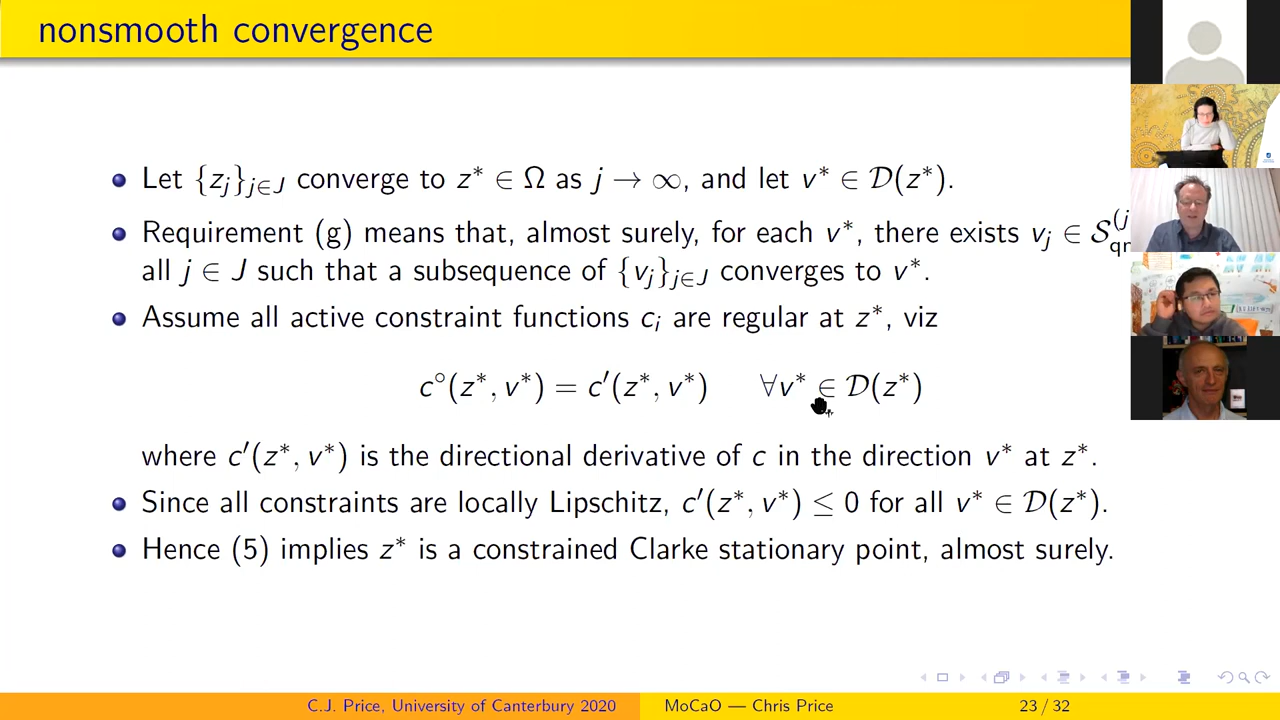 nonsmooth convergence
Let {z_j}_{j∈J} converge to z* ∈ Ω as j → ∞, and let v* ∈ 𝒟(z*).
Requirement (g) means that, almost surely, for each v*, there exists v_j ∈ 𝒮_{qn}^{(j
all j ∈ J such that a subsequence of {v_j}_{j∈J} converges to v*.
Assume all active constraint functions c_i are regular at z*, viz
c°(z*, v*) = c′(z*, v*) ∀v* ∈ 𝒟(z*)
where c′(z*, v*) is the directional derivative of c in the direction v* at z*.
Since all constraints are locally Lipschitz, c′(z*, v*) ≤ 0 for all v* ∈ 𝒟(z*).
Hence (5) implies z* is a constrained Clarke stationary point, almost surely.
C.J. Price, University of Canterbury 2020 MoCaO — Chris Price 23 / 32